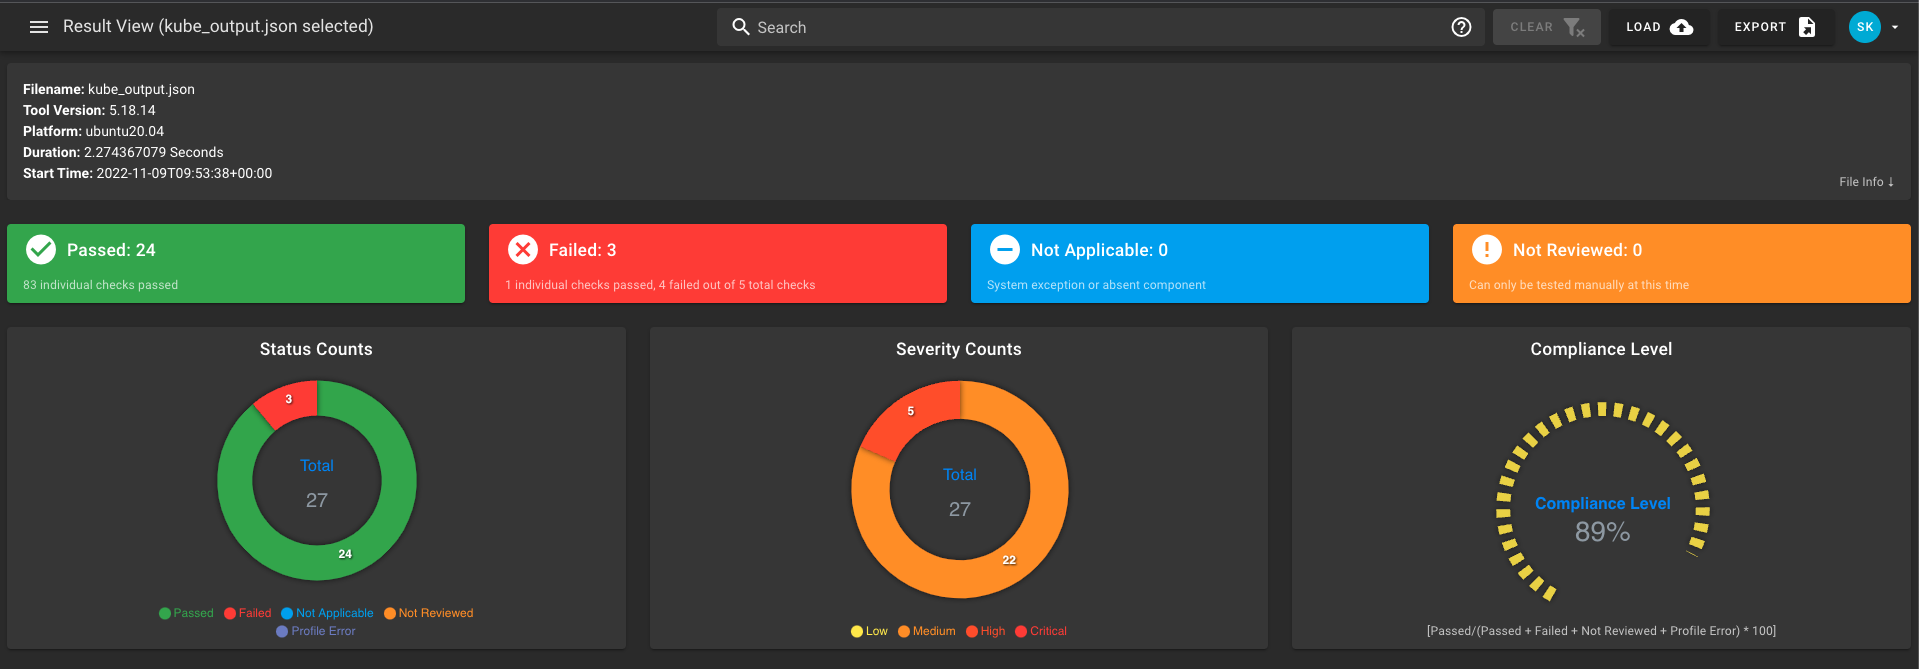 Result View (kube_output.json selected)
Search
CLEAR
LOAD
EXPORT
SK
Filename: kube_output.json
Tool Version: 5.18.14
Platform: ubuntu20.04
Duration: 2.274367079 Seconds
Start Time: 2022-11-09T09:53:38+00:00
File Info ↓
Passed: 24
83 individual checks passed
Failed: 3
1 individual checks passed, 4 failed out of 5 total checks
Not Applicable: 0
System exception or absent component
Not Reviewed: 0
Can only be tested manually at this time
Status Counts
3
Total
27
24
Passed Failed Not Applicable Not Reviewed
Profile Error
Severity Counts
5
Total
27
22
Low Medium High Critical
Compliance Level
Compliance Level
89%
[Passed/(Passed + Failed + Not Reviewed + Profile Error) * 100]